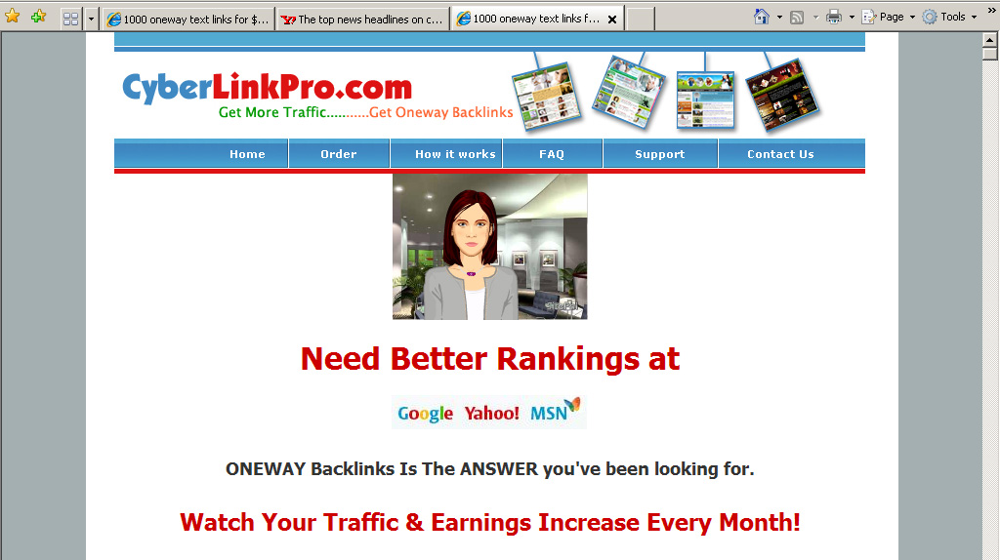 1000 oneway text links for $...
The top news headlines on c...
1000 oneway text links f...
Page
Tools
CyberLinkPro.com
Get More Traffic...........Get Oneway Backlinks
Home
Order
How it works
FAQ
Support
Contact Us
Need Better Rankings at
Google Yahoo! MSN
ONEWAY Backlinks Is The ANSWER you've been looking for.
Watch Your Traffic & Earnings Increase Every Month!